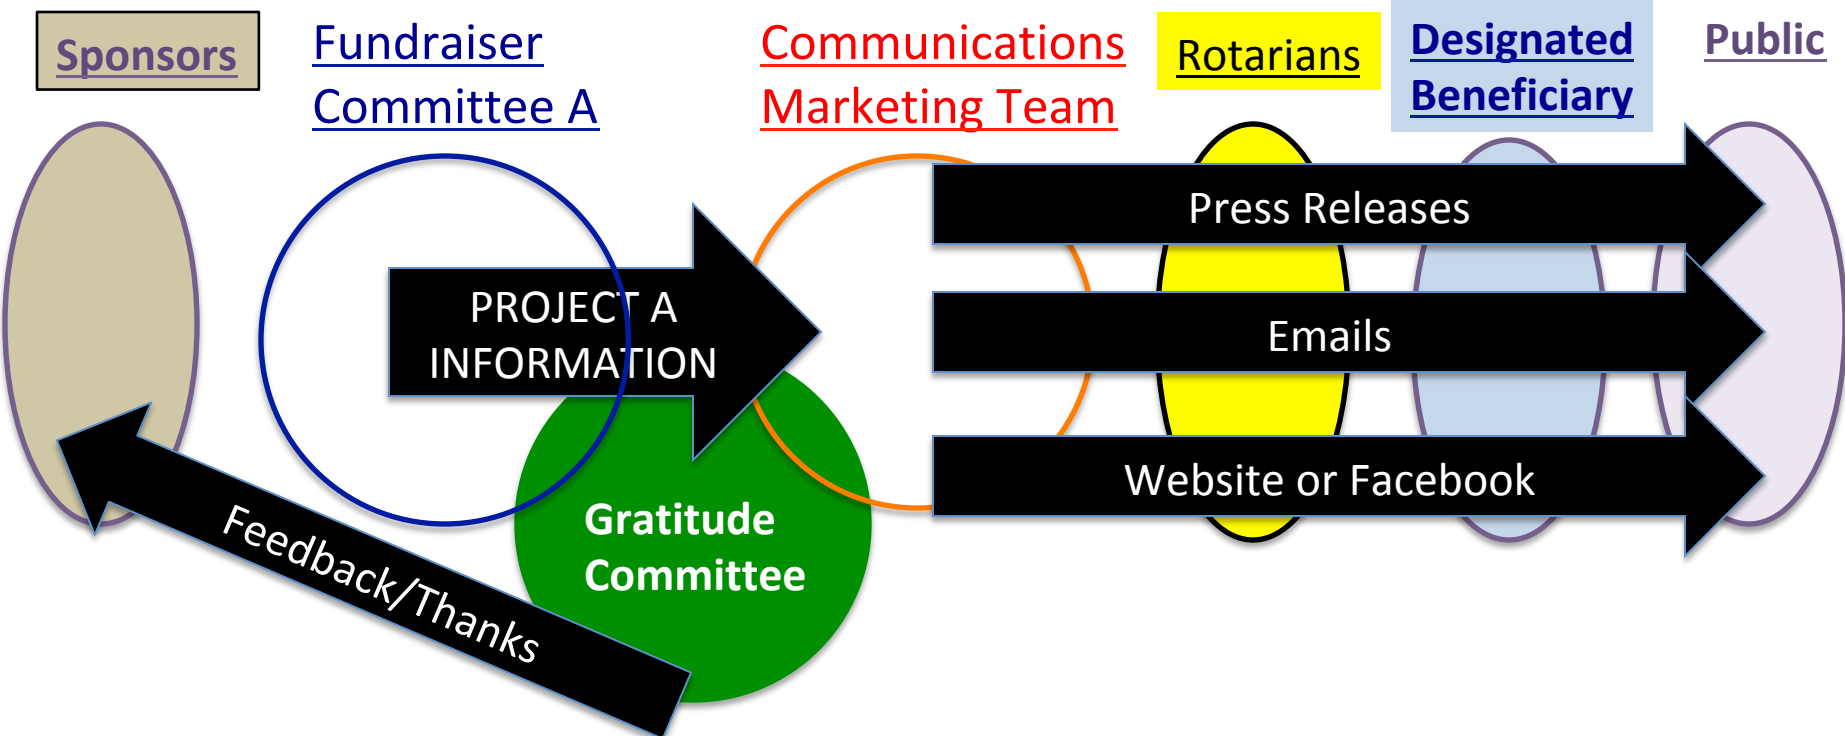 Sponsors
Fundraiser
Committee A
Communications
Marketing Team
Rotarians
Designated
Beneficiary
Public
Press Releases
PROJECT A
INFORMATION
Emails
Website or Facebook
Gratitude
Committee
Feedback/Thanks